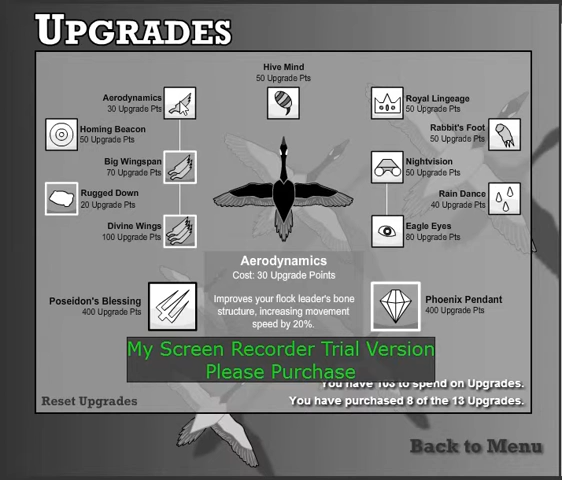 UPGRADES
Hive Mind
50 Upgrade Pts
Aerodynamics
30 Upgrade Pts
Royal Lingeage
50 Upgrade Pts
Homing Beacon
50 Upgrade Pts
Rabbit's Foot
50 Upgrade Pts
Big Wingspan
70 Upgrade Pts
Nightvision
50 Upgrade Pts
Rugged Down
20 Upgrade Pts
Rain Dance
40 Upgrade Pts
Divine Wings
100 Upgrade Pts
Eagle Eyes
80 Upgrade Pts
Aerodynamics
Cost: 30 Upgrade Points
Improves your flock leader's bone
structure, increasing movement
speed by 20%.
Poseidon's Blessing
400 Upgrade Pts
Phoenix Pendant
400 Upgrade Pts
My Screen Recorder Trial Version
Please Purchase
You have 103 to spend on Upgrades.
You have purchased 8 of the 13 Upgrades.
Reset Upgrades
Back to Menu